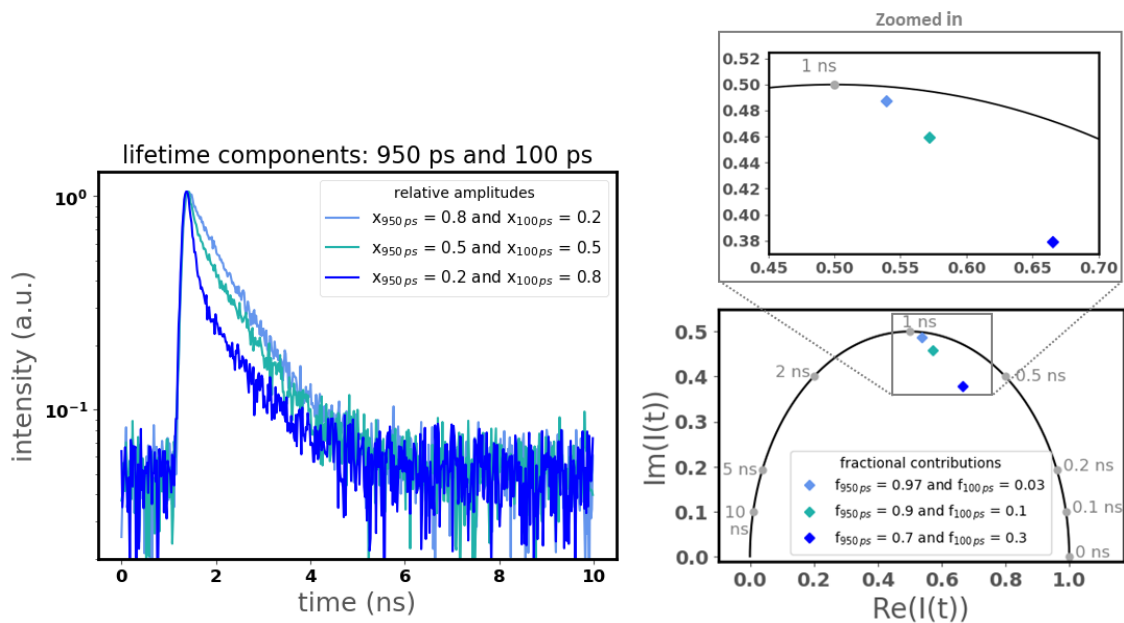 Zoomed in
0.52
0.50
0.48
0.46
0.44
0.42
0.40
0.38
1 ns
0.45 0.50 0.55 0.60 0.65 0.70
lifetime components: 950 ps and 100 ps
relative amplitudes
x950 ps = 0.8 and x100 ps = 0.2
x950 ps = 0.5 and x100 ps = 0.5
x950 ps = 0.2 and x100 ps = 0.8
10⁰
10⁻¹
intensity (a.u.)
0 2 4 6 8 10
time (ns)
0.5
0.4
0.3
0.2
0.1
0.0
Im(I(t))
1 ns
2 ns
0.5 ns
5 ns
0.2 ns
10
ns
0.1 ns
0 ns
fractional contributions
f950 ps = 0.97 and f100 ps = 0.03
f950 ps = 0.9 and f100 ps = 0.1
f950 ps = 0.7 and f100 ps = 0.3
0.0 0.2 0.4 0.6 0.8 1.0
Re(I(t))